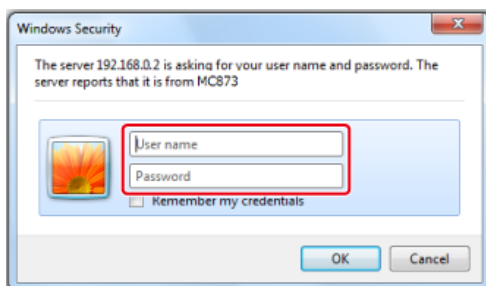 Windows Security
The server 192.168.0.2 is asking for your user name and password. The
server reports that it is from MC873
User name
Password
Remember my credentials
OK
Cancel